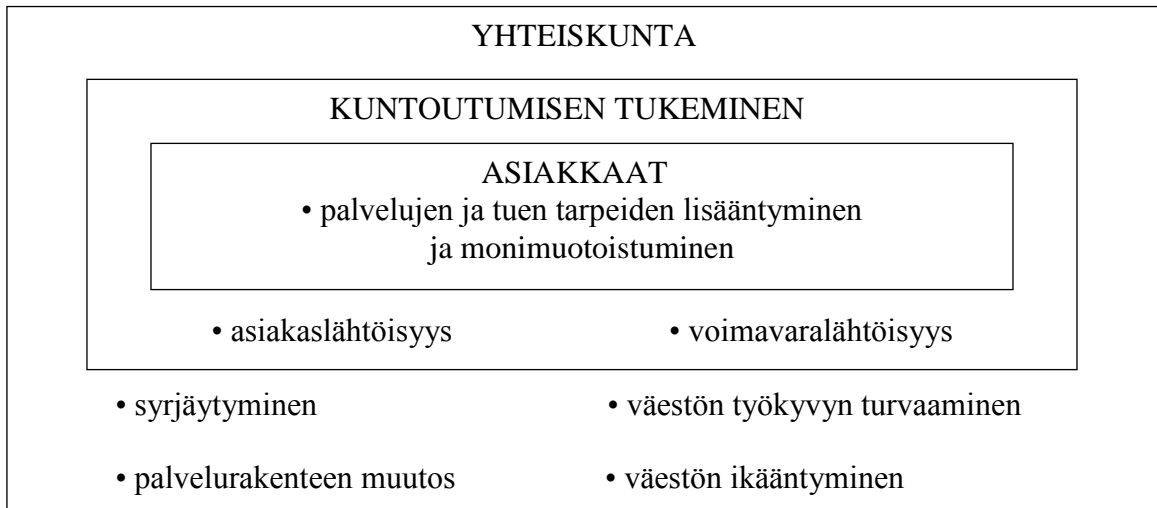 YHTEISKUNTA
KUNTOUTUMISEN TUKEMINEN
ASIAKKAAT
• palvelujen ja tuen tarpeiden lisääntyminen
ja monimuotoistuminen
• asiakaslähtöisyys • voimavaralähtöisyys
• syrjäytyminen • väestön työkyvyn turvaaminen
• palvelurakenteen muutos • väestön ikääntyminen